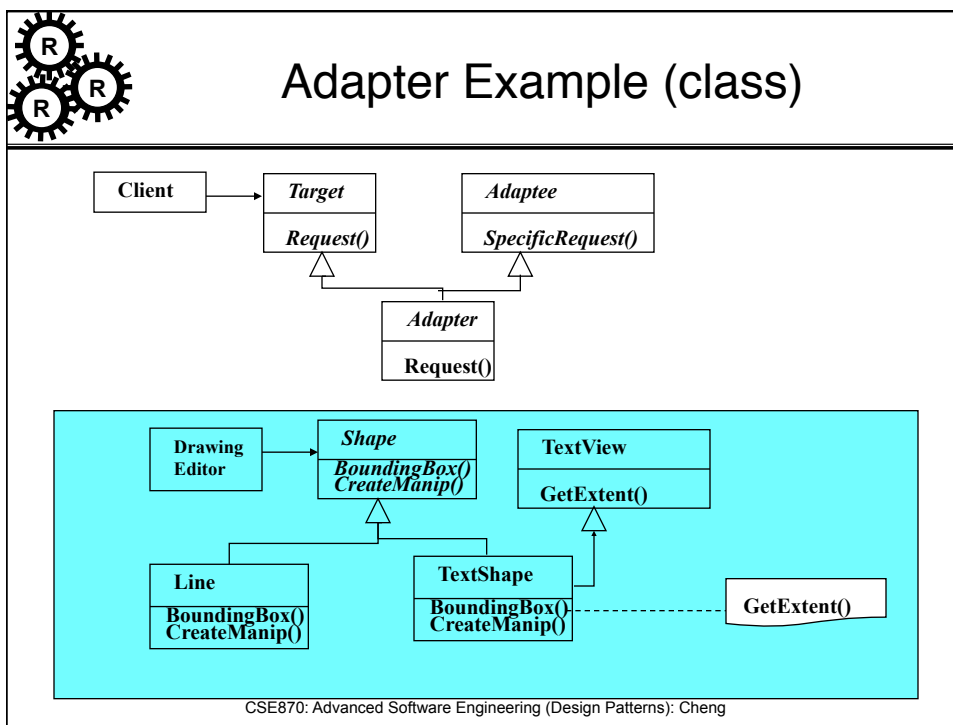 R
R
R
Adapter Example (class)
Client
Target
Request()
Adaptee
SpecificRequest()
Adapter
Request()
Drawing
Editor
Shape
BoundingBox()
CreateManip()
TextView
GetExtent()
Line
BoundingBox()
CreateManip()
TextShape
BoundingBox()
CreateManip()
GetExtent()
CSE870: Advanced Software Engineering (Design Patterns): Cheng